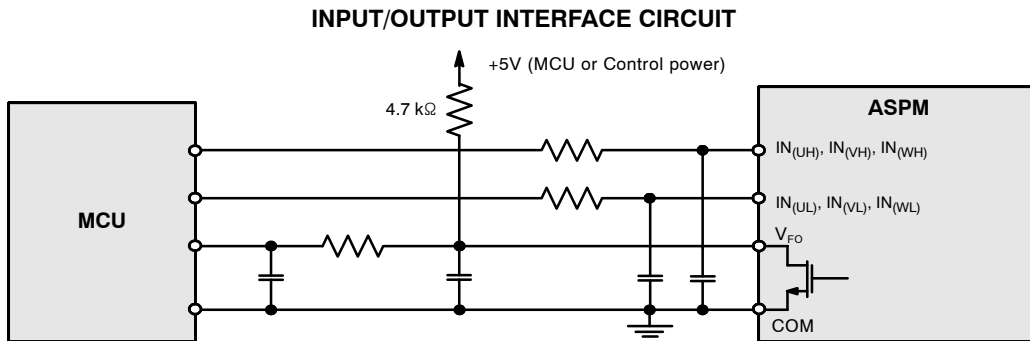 INPUT/OUTPUT INTERFACE CIRCUIT
+5V (MCU or Control power)
4.7 kΩ
ASPM
IN(UH), IN(VH), IN(WH)
IN(UL), IN(VL), IN(WL)
MCU
VFO
COM